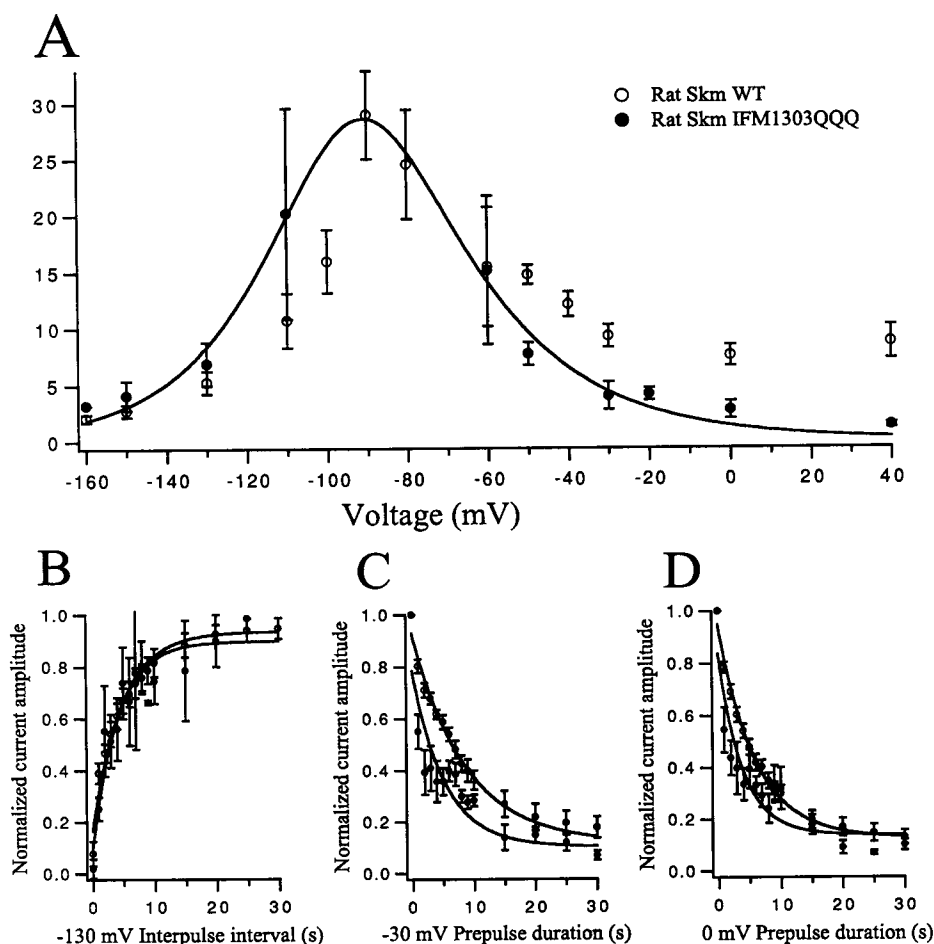 A
30
25
20
15
10
5
0
Rat Skm WT
Rat Skm IFM1303QQQ
-160 -140 -120 -100 -80 -60 -40 -20 0 20 40
Voltage (mV)
B
Normalized current amplitude
1.0
0.8
0.6
0.4
0.2
0.0
0 10 20 30
-130 mV Interpulse interval (s)
C
Normalized current amplitude
1.0
0.8
0.6
0.4
0.2
0.0
0 10 20 30
-30 mV Prepulse duration (s)
D
Normalized current amplitude
1.0
0.8
0.6
0.4
0.2
0.0
0 10 20 30
0 mV Prepulse duration (s)